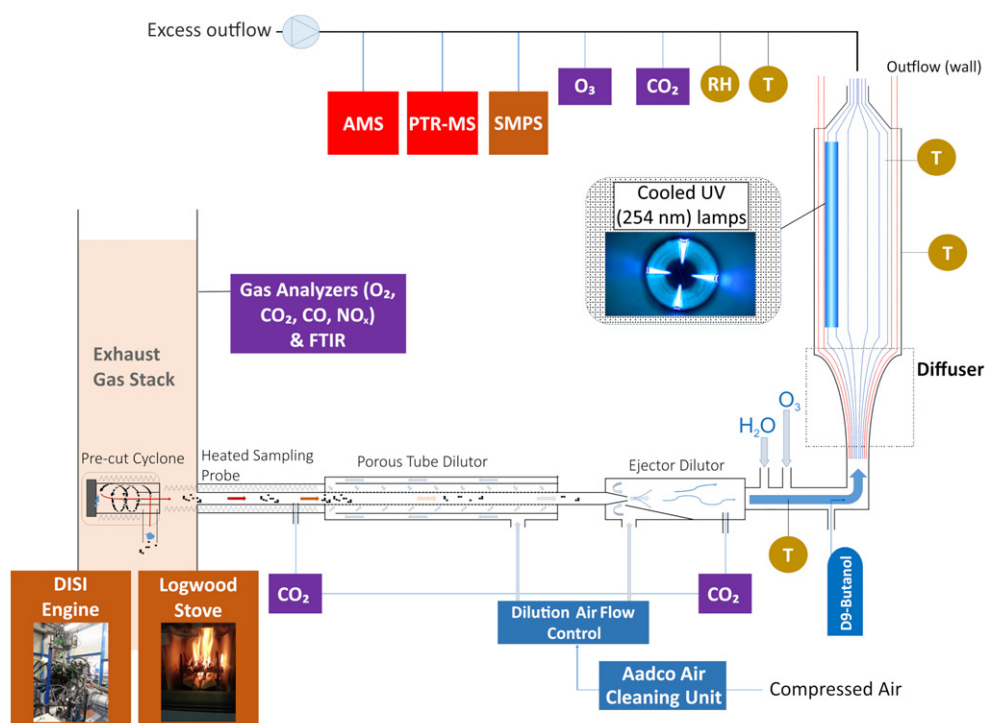 Excess outflow
Outflow (wall)
O₃
CO₂
RH
T
AMS
PTR-MS
SMPS
T
Cooled UV
(254 nm) lamps
T
Gas Analyzers (O₂,
CO₂, CO, NOₓ)
& FTIR
Exhaust
Gas Stack
Diffuser
H₂O
O₃
Pre-cut Cyclone
Heated Sampling
Probe
Porous Tube Dilutor
Ejector Dilutor
T
DISI
Engine
Logwood
Stove
CO₂
CO₂
D9-Butanol
Dilution Air Flow
Control
Aadco Air
Cleaning Unit
Compressed Air